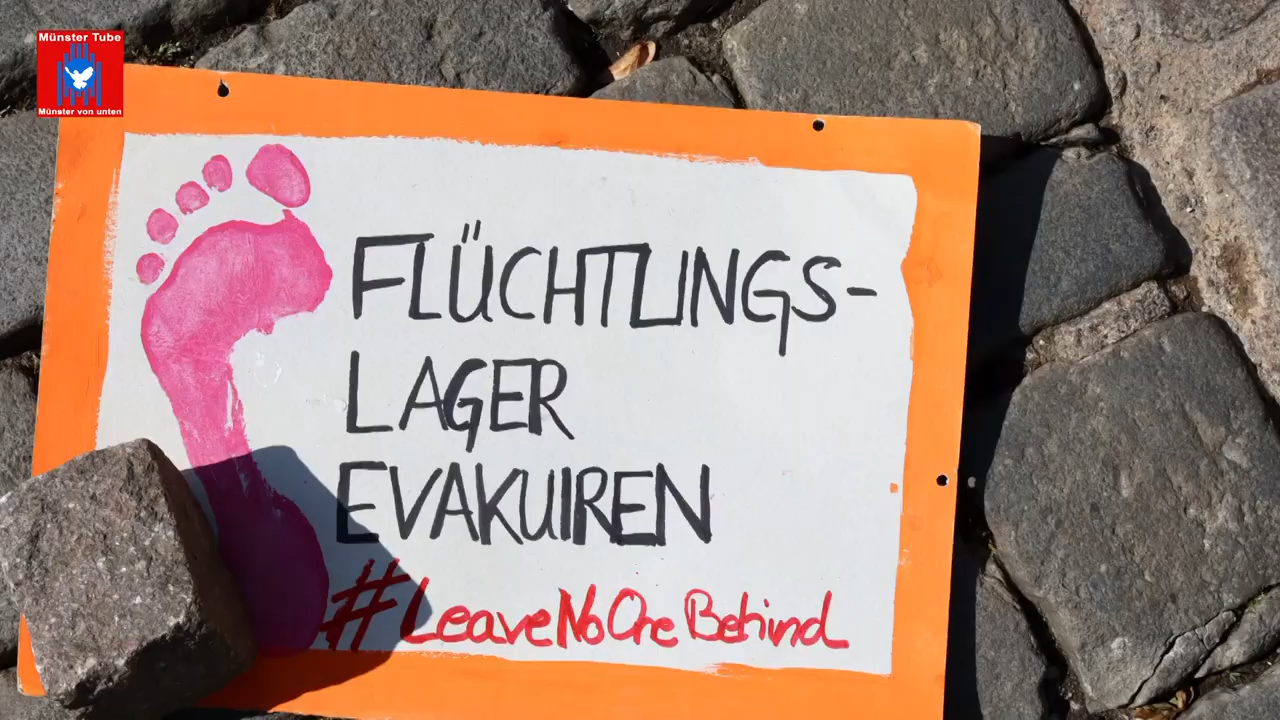 Münster Tube
Münster von unten
FLÜCHTLINGS-
LAGER
EVAKUIREN
#LeaveNoOneBehind